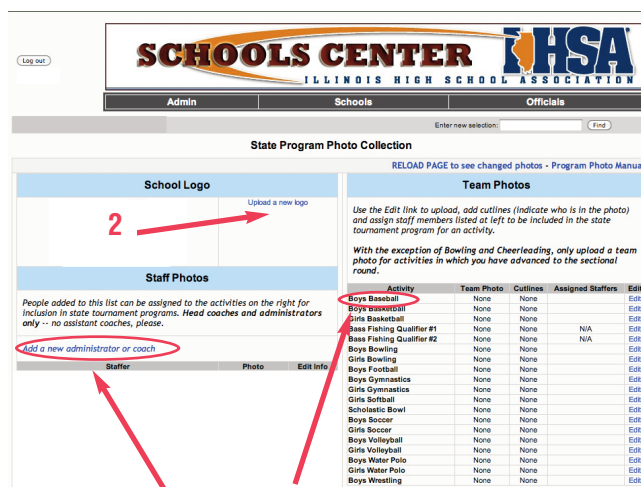 Log out
SCHOOLS CENTER
IHSA
ILLINOIS HIGH SCHOOL ASSOCIATION
Admin Schools Officials
Enter new selection: Find
State Program Photo Collection
RELOAD PAGE to see changed photos - Program Photo Manua
School Logo
Upload a new logo
2
Staff Photos
People added to this list can be assigned to the activities on the right for
inclusion in state tournament programs. Head coaches and administrators
only -- no assistant coaches, please.
Add a new administrator or coach
Staffer Photo Edit Info
Team Photos
Use the Edit link to upload, add cutlines (indicate who is in the photo)
and assign staff members listed at left to be included in the state
tournament program for an activity.
With the exception of Bowling and Cheerleading, only upload a team
photo for activities in which you have advanced to the sectional
round.
Activity Team Photo Cutlines Assigned Staffers Edit
Boys Baseball None None Edit
Boys Basketball None None Edit
Girls Basketball None None Edit
Bass Fishing Qualifier #1 None None N/A Edit
Bass Fishing Qualifier #2 None None N/A Edit
Boys Bowling None None Edit
Girls Bowling None None Edit
Boys Football None None Edit
Boys Gymnastics None None Edit
Girls Gymnastics None None Edit
Girls Softball None None Edit
Scholastic Bowl None None Edit
Boys Soccer None None Edit
Girls Soccer None None Edit
Boys Volleyball None None Edit
Girls Volleyball None None Edit
Boys Water Polo None None Edit
Girls Water Polo None None Edit
Boys Wrestling None None Edit